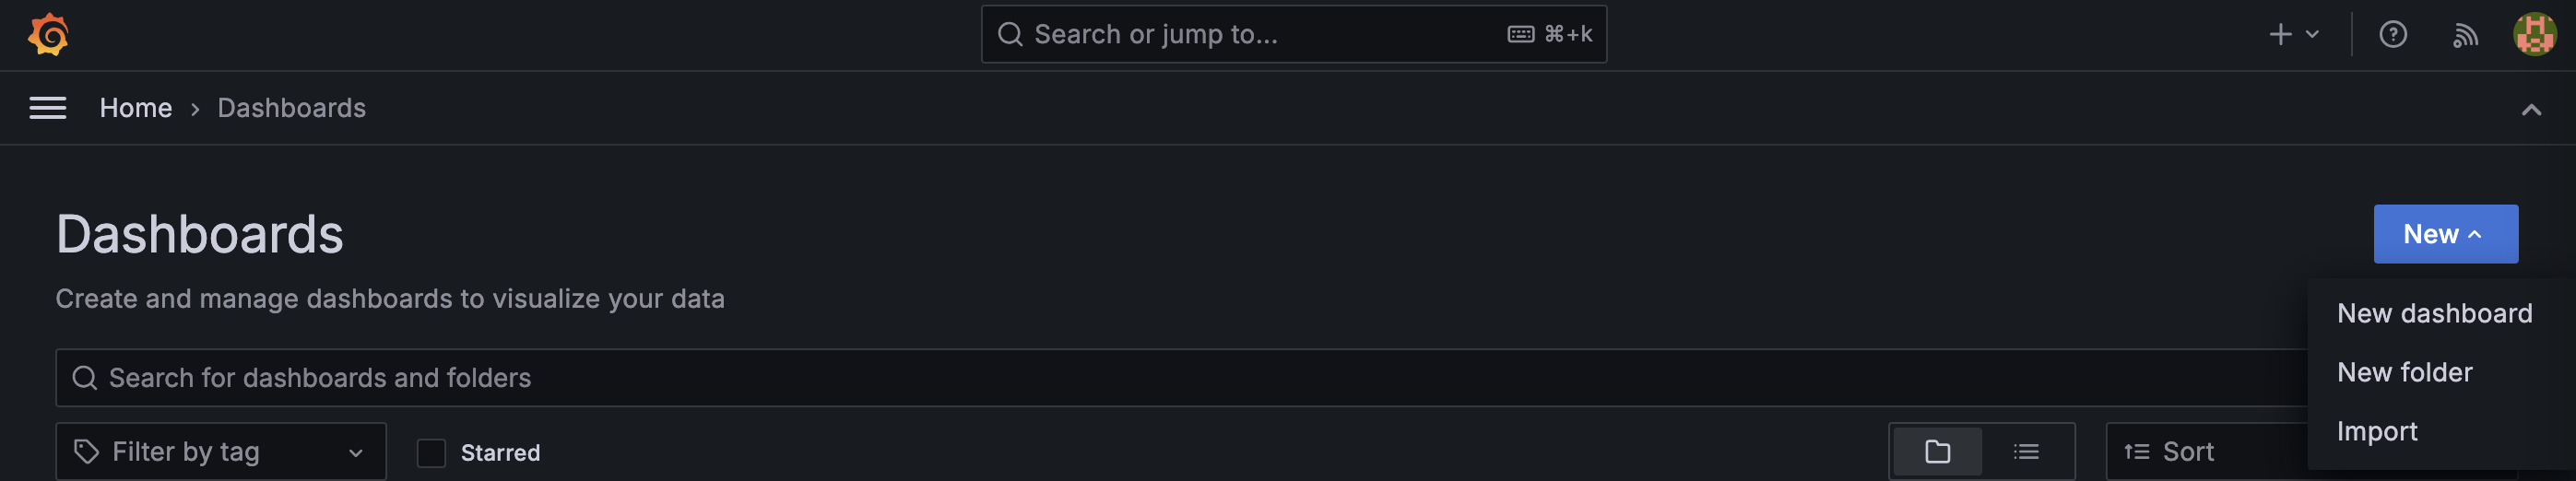 Search or jump to... ⌘+k
Home › Dashboards
Dashboards
New
Create and manage dashboards to visualize your data
New dashboard
New folder
Import
Search for dashboards and folders
Filter by tag
Starred
Sort